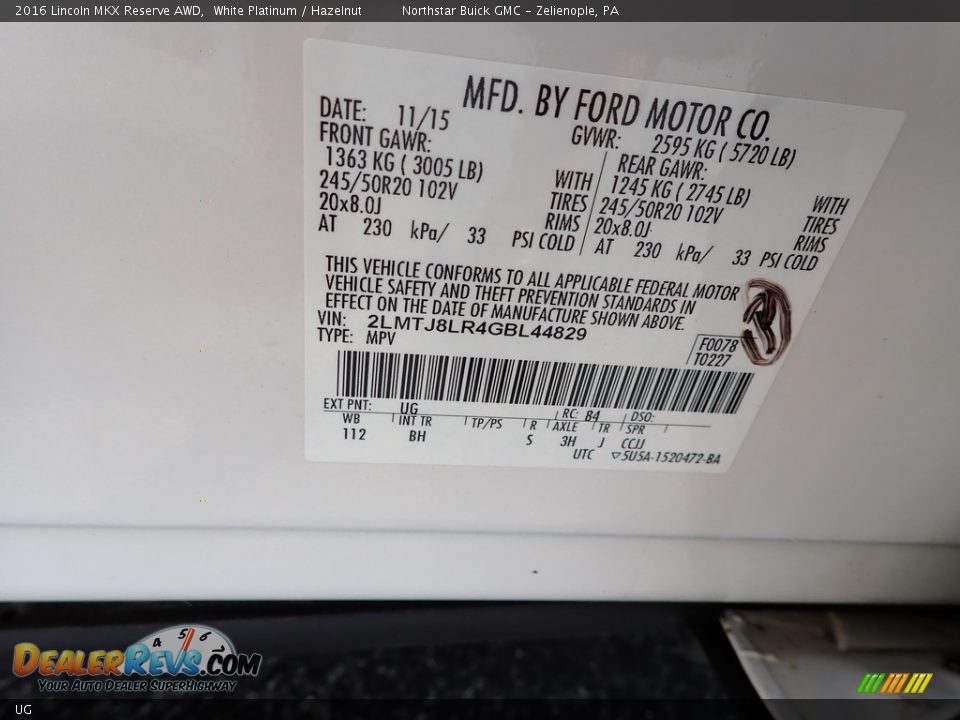 2016 Lincoln MKX Reserve AWD, White Platinum / Hazelnut Northstar Buick GMC - Zelienople, PA
MFD. BY FORD MOTOR CO.
DATE: 11/15 GVWR: 2595 KG ( 5720 LB)
FRONT GAWR: REAR GAWR:
1363 KG ( 3005 LB) WITH 1245 KG ( 2745 LB) WITH
245/50R20 102V TIRES 245/50R20 102V TIRES
20x8.0J RIMS 20x8.0J RIMS
AT 230 kPa/ 33 PSI COLD AT 230 kPa/ 33 PSI COLD
THIS VEHICLE CONFORMS TO ALL APPLICABLE FEDERAL MOTOR
VEHICLE SAFETY AND THEFT PREVENTION STANDARDS IN
EFFECT ON THE DATE OF MANUFACTURE SHOWN ABOVE.
VIN: 2LMTJ8LR4GBL44829 F0078
TYPE: MPV T0227
EXT PNT: UG RC: 84 DSO:
WB INT TR TP/PS R AXLE TR SPR
112 BH S 3H J CCJJ
UTC ▽5U5A-1520472-BA
4 5 6
DEALERREVS.COM
YOUR AUTO DEALER SUPERHIGHWAY
UG